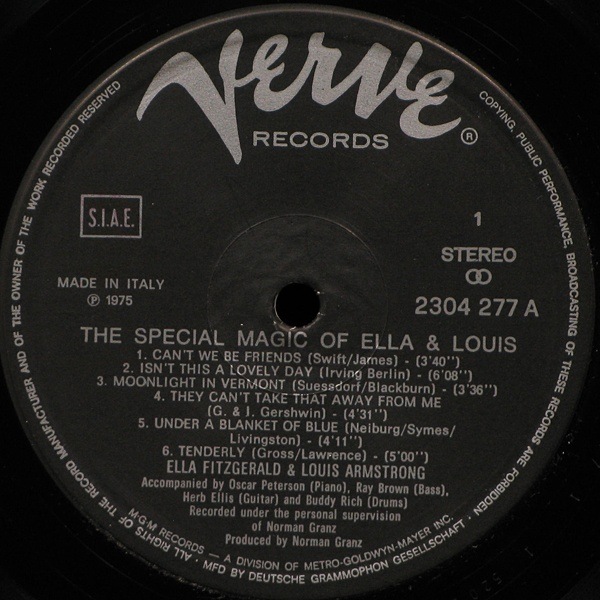 Verve
RECORDS ®
S.I.A.E.
1
STEREO
MADE IN ITALY
℗ 1975
2304 277 A
THE SPECIAL MAGIC OF ELLA & LOUIS
1. CAN'T WE BE FRIENDS (Swift/James) - (3'40'')
2. ISN'T THIS A LOVELY DAY (Irving Berlin) - (6'08'')
3. MOONLIGHT IN VERMONT (Suessdorf/Blackburn) - (3'36'')
4. THEY CAN'T TAKE THAT AWAY FROM ME
(G. & J. Gershwin) - (4'31'')
5. UNDER A BLANKET OF BLUE (Neiburg/Symes/
Livingston) - (4'11'')
6. TENDERLY (Gross/Lawrence) - (5'00'')
ELLA FITZGERALD & LOUIS ARMSTRONG
Accompanied by Oscar Peterson (Piano), Ray Brown (Bass),
Herb Ellis (Guitar) and Buddy Rich (Drums)
Recorded under the personal supervision
of Norman Granz
Produced by Norman Granz
M-G-M RECORDS — A DIVISION OF METRO-GOLDWYN-MAYER INC.
ALL RIGHTS OF THE RECORD MANUFACTURER AND OF THE OWNER OF THE WORK RECORDED RESERVED
COPYING, PUBLIC PERFORMANCE, BROADCASTING OF THESE RECORDS ARE FORBIDDEN
· MFD BY DEUTSCHE GRAMMOPHON GESELLSCHAFT ·